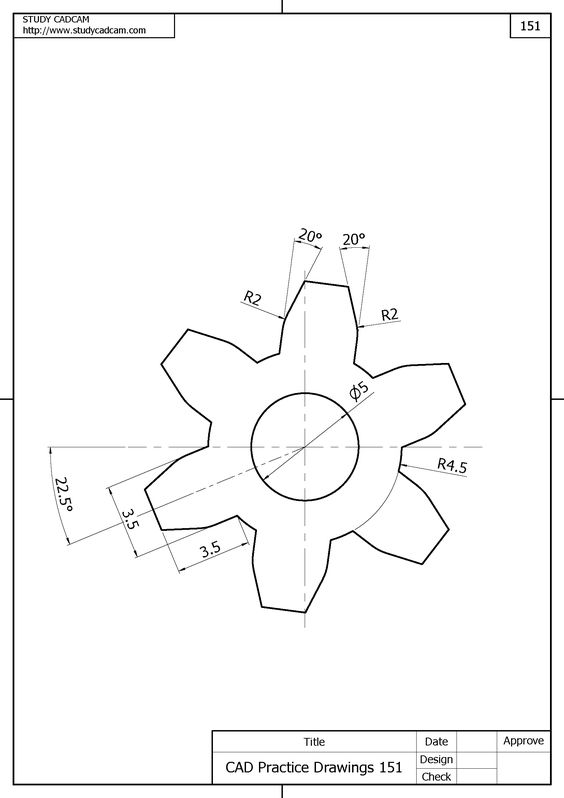 STUDY CADCAM
http://www.studycadcam.com
151
20°
20°
R2
R2
Ø5
R4.5
22.5°
3.5
3.5
Title
Date
Approve
CAD Practice Drawings 151
Design
Check